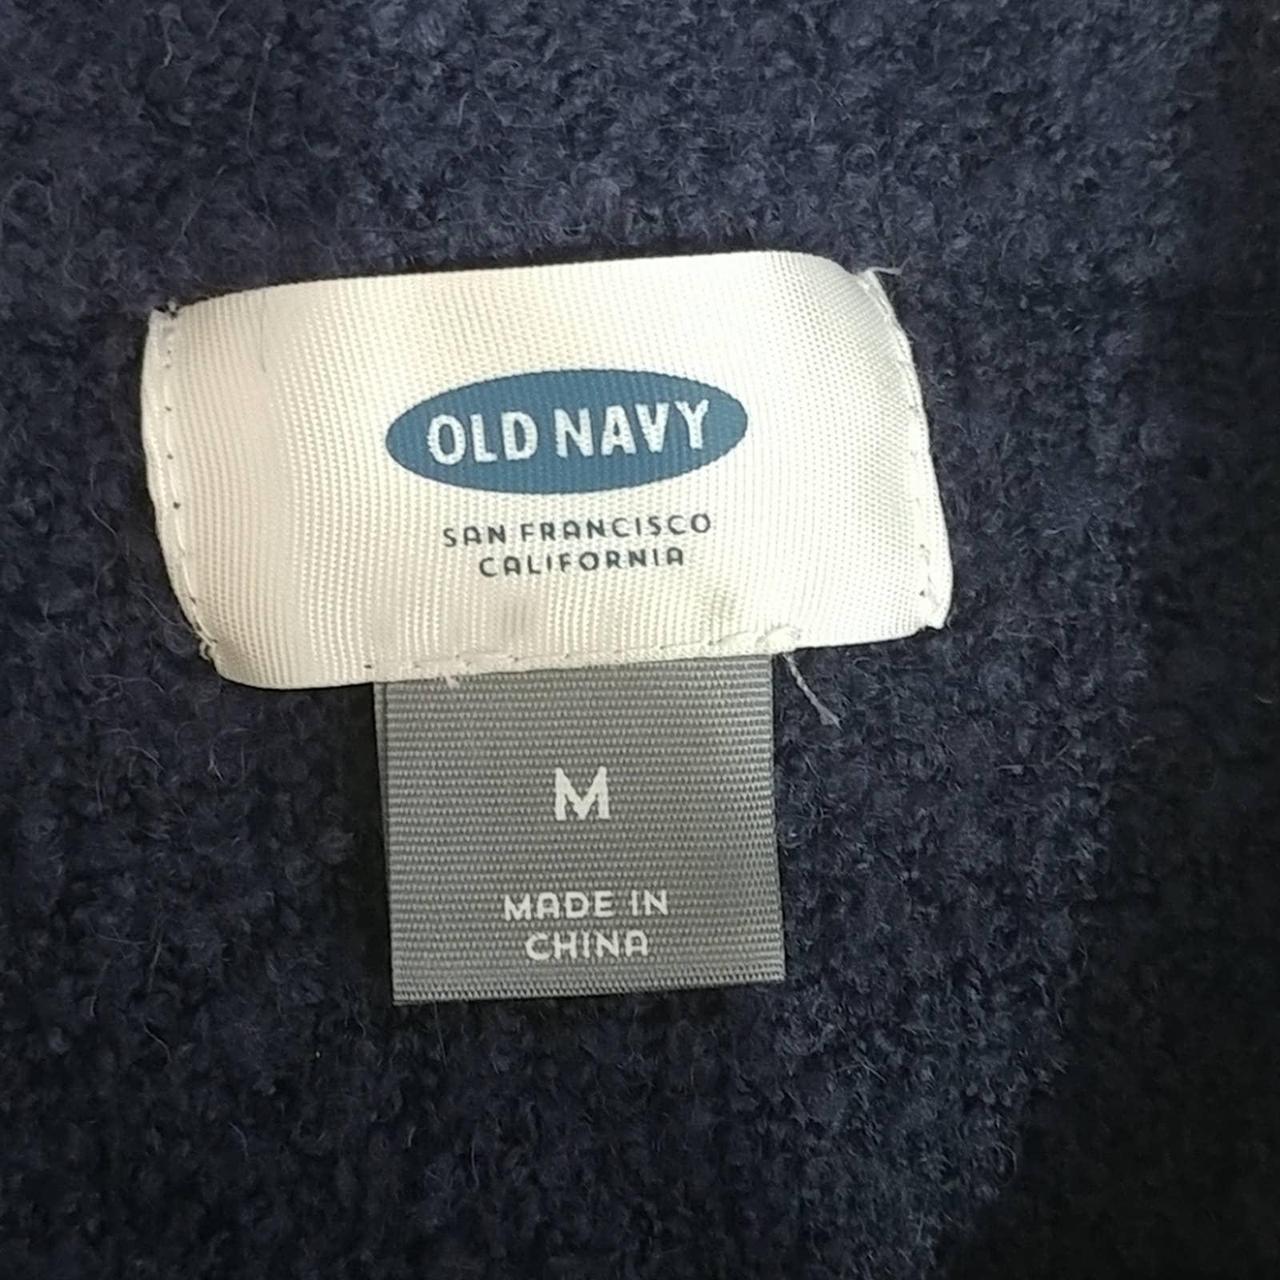 OLD NAVY
SAN FRANCISCO
CALIFORNIA
M
MADE IN
CHINA